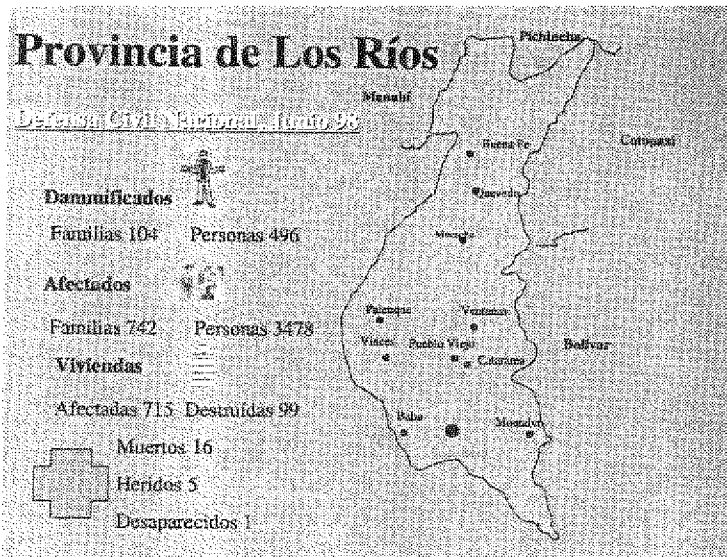 Provincia de Los Ríos
Defensa Civil Nacional, Junio 98
Damnificados
Familias 104 Personas 496
Afectados
Familias 742 Personas 3478
Viviendas
Afectadas 715 Destruídas 99
Muertos 16
Heridos 5
Desaparecidos 1
Pichincha
Manabí
Cotopaxi
Buena Fe
Quevedo
Mocache
Palenque
Ventanas
Vinces
Pueblo Viejo
Catarama
Bolívar
Baba
Montalvo